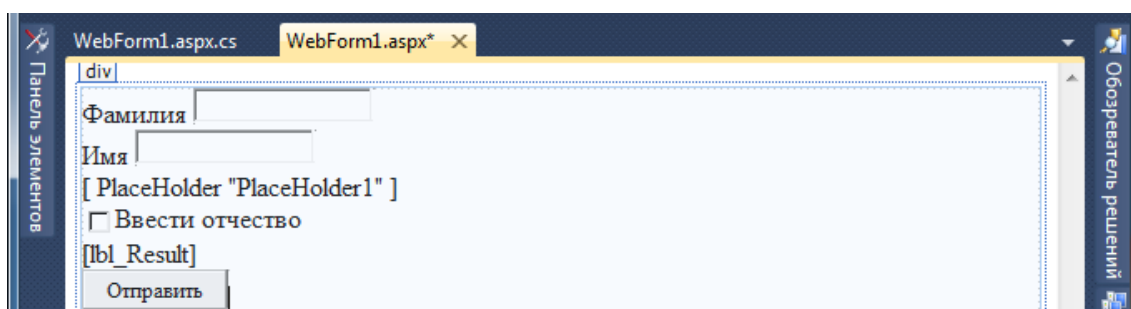 WebForm1.aspx.cs WebForm1.aspx*
Панель элементов
Обозреватель решений
div
Фамилия
Имя
[ PlaceHolder "PlaceHolder1" ]
Ввести отчество
[lbl_Result]
Отправить